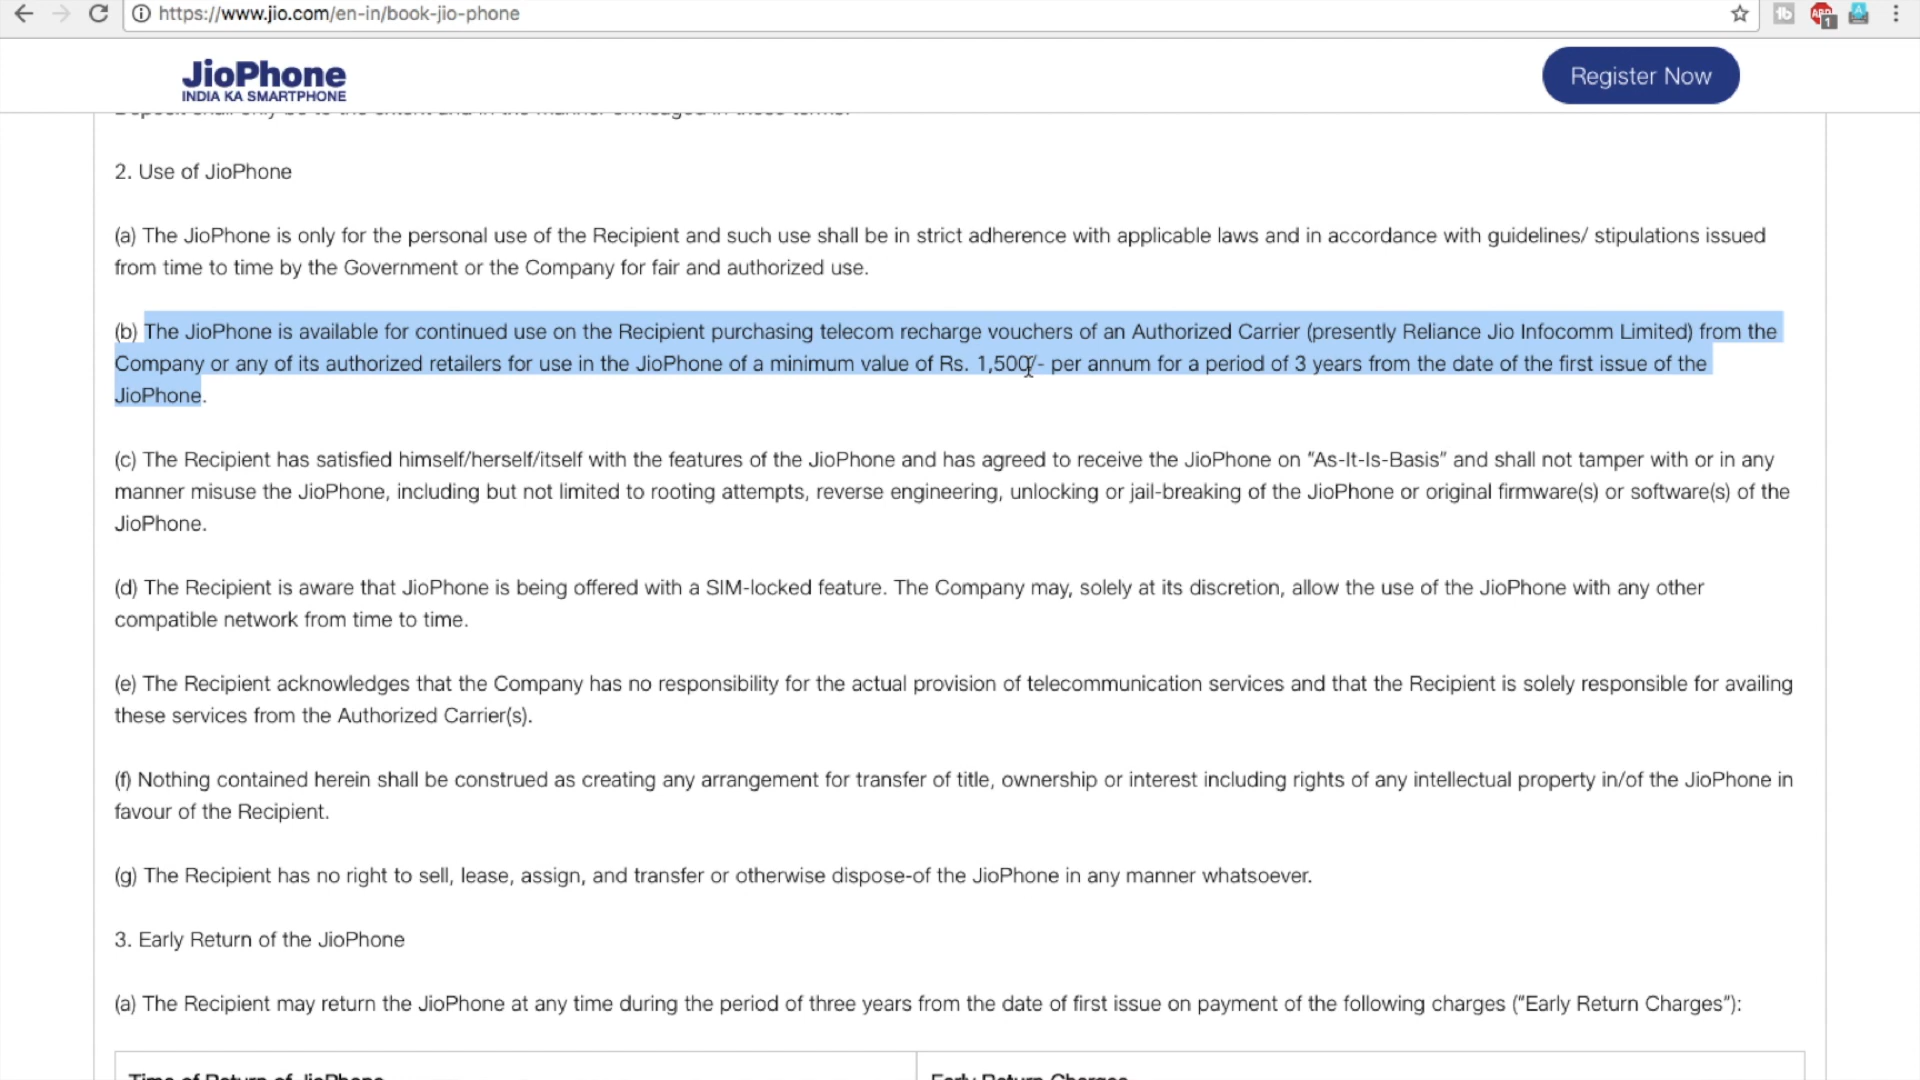 https://www.jio.com/en-in/book-jio-phone
1
JioPhone
INDIA KA SMARTPHONE
Register Now
2. Use of JioPhone
(a) The JioPhone is only for the personal use of the Recipient and such use shall be in strict adherence with applicable laws and in accordance with guidelines/ stipulations issued
from time to time by the Government or the Company for fair and authorized use.
(b) The JioPhone is available for continued use on the Recipient purchasing telecom recharge vouchers of an Authorized Carrier (presently Reliance Jio Infocomm Limited) from the
Company or any of its authorized retailers for use in the JioPhone of a minimum value of Rs. 1,500/- per annum for a period of 3 years from the date of the first issue of the
JioPhone.
(c) The Recipient has satisfied himself/herself/itself with the features of the JioPhone and has agreed to receive the JioPhone on “As-It-Is-Basis” and shall not tamper with or in any
manner misuse the JioPhone, including but not limited to rooting attempts, reverse engineering, unlocking or jail-breaking of the JioPhone or original firmware(s) or software(s) of the
JioPhone.
(d) The Recipient is aware that JioPhone is being offered with a SIM-locked feature. The Company may, solely at its discretion, allow the use of the JioPhone with any other
compatible network from time to time.
(e) The Recipient acknowledges that the Company has no responsibility for the actual provision of telecommunication services and that the Recipient is solely responsible for availing
these services from the Authorized Carrier(s).
(f) Nothing contained herein shall be construed as creating any arrangement for transfer of title, ownership or interest including rights of any intellectual property in/of the JioPhone in
favour of the Recipient.
(g) The Recipient has no right to sell, lease, assign, and transfer or otherwise dispose-of the JioPhone in any manner whatsoever.
3. Early Return of the JioPhone
(a) The Recipient may return the JioPhone at any time during the period of three years from the date of first issue on payment of the following charges (“Early Return Charges”):
Time of Return of JioPhone
Early Return Charges